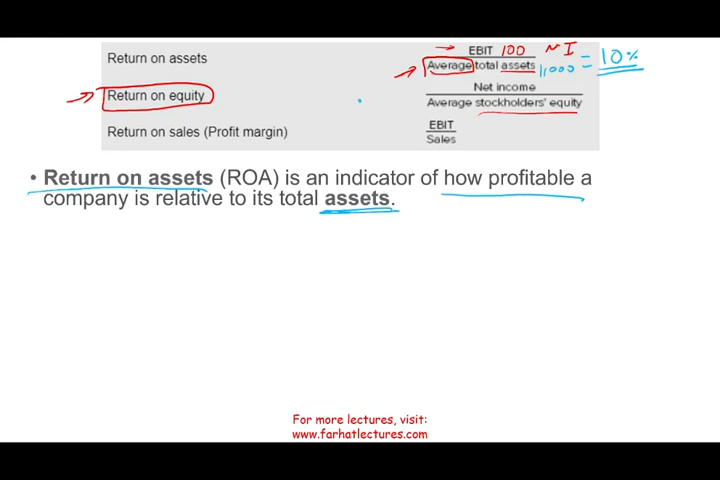 Return on assets
EBIT 100 NI
Average total assets 1,000 = 10%
Return on equity
Net income
Average stockholders' equity
Return on sales (Profit margin)
EBIT
Sales
• Return on assets (ROA) is an indicator of how profitable a
company is relative to its total assets.
For more lectures, visit:
www.farhatlectures.com